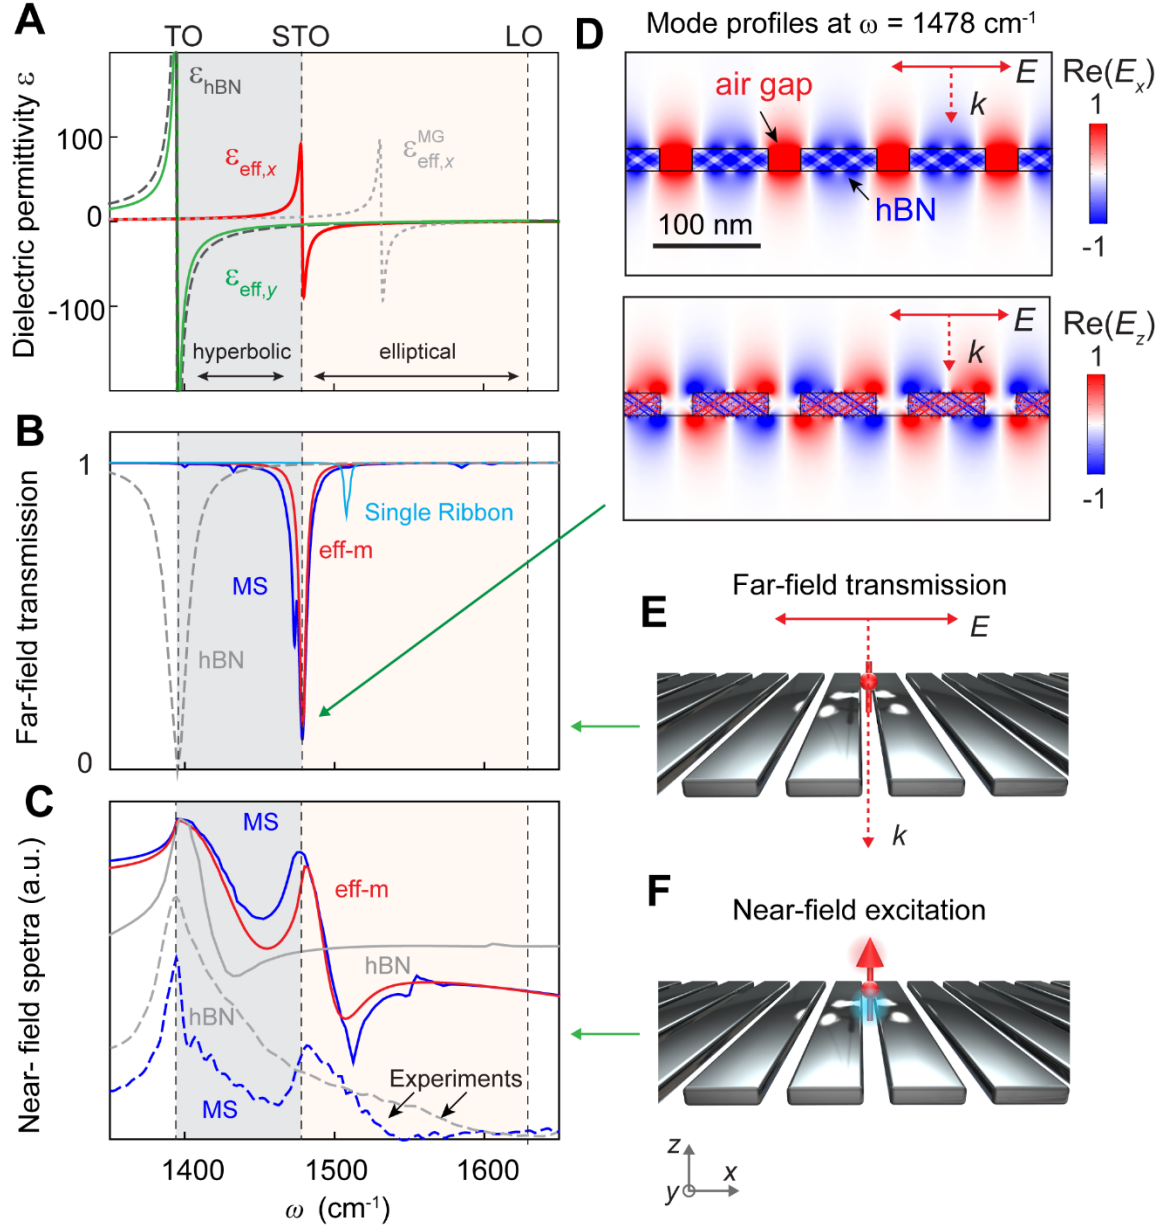 A
TO
STO
LO
Dielectric permittivity ε
100
0
-100
εhBN
εeff,x
εMGeff,x
εeff,y
hyperbolic
elliptical
B
Far-field transmission
1
0
Single Ribbon
eff-m
MS
hBN
C
Near- field spetra (a.u.)
MS
eff-m
hBN
hBN
Experiments
MS
1400
1500
1600
ω (cm-1)
D
Mode profiles at ω = 1478 cm-1
air gap
E
k
hBN
100 nm
Re(Ex)
1
-1
E
k
Re(Ez)
1
-1
E
Far-field transmission
E
k
F
Near-field excitation
z
y
x